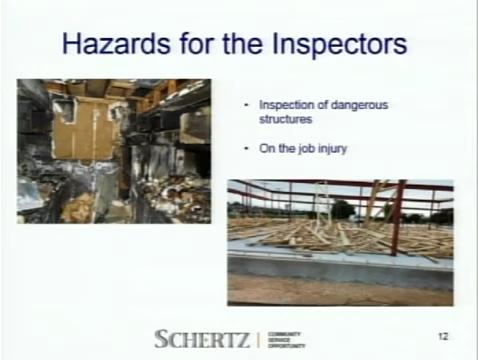 Hazards for the Inspectors
• Inspection of dangerous
structures
• On the job injury
SCHERTZ
COMMUNITY
SERVICE
OPPORTUNITY
12